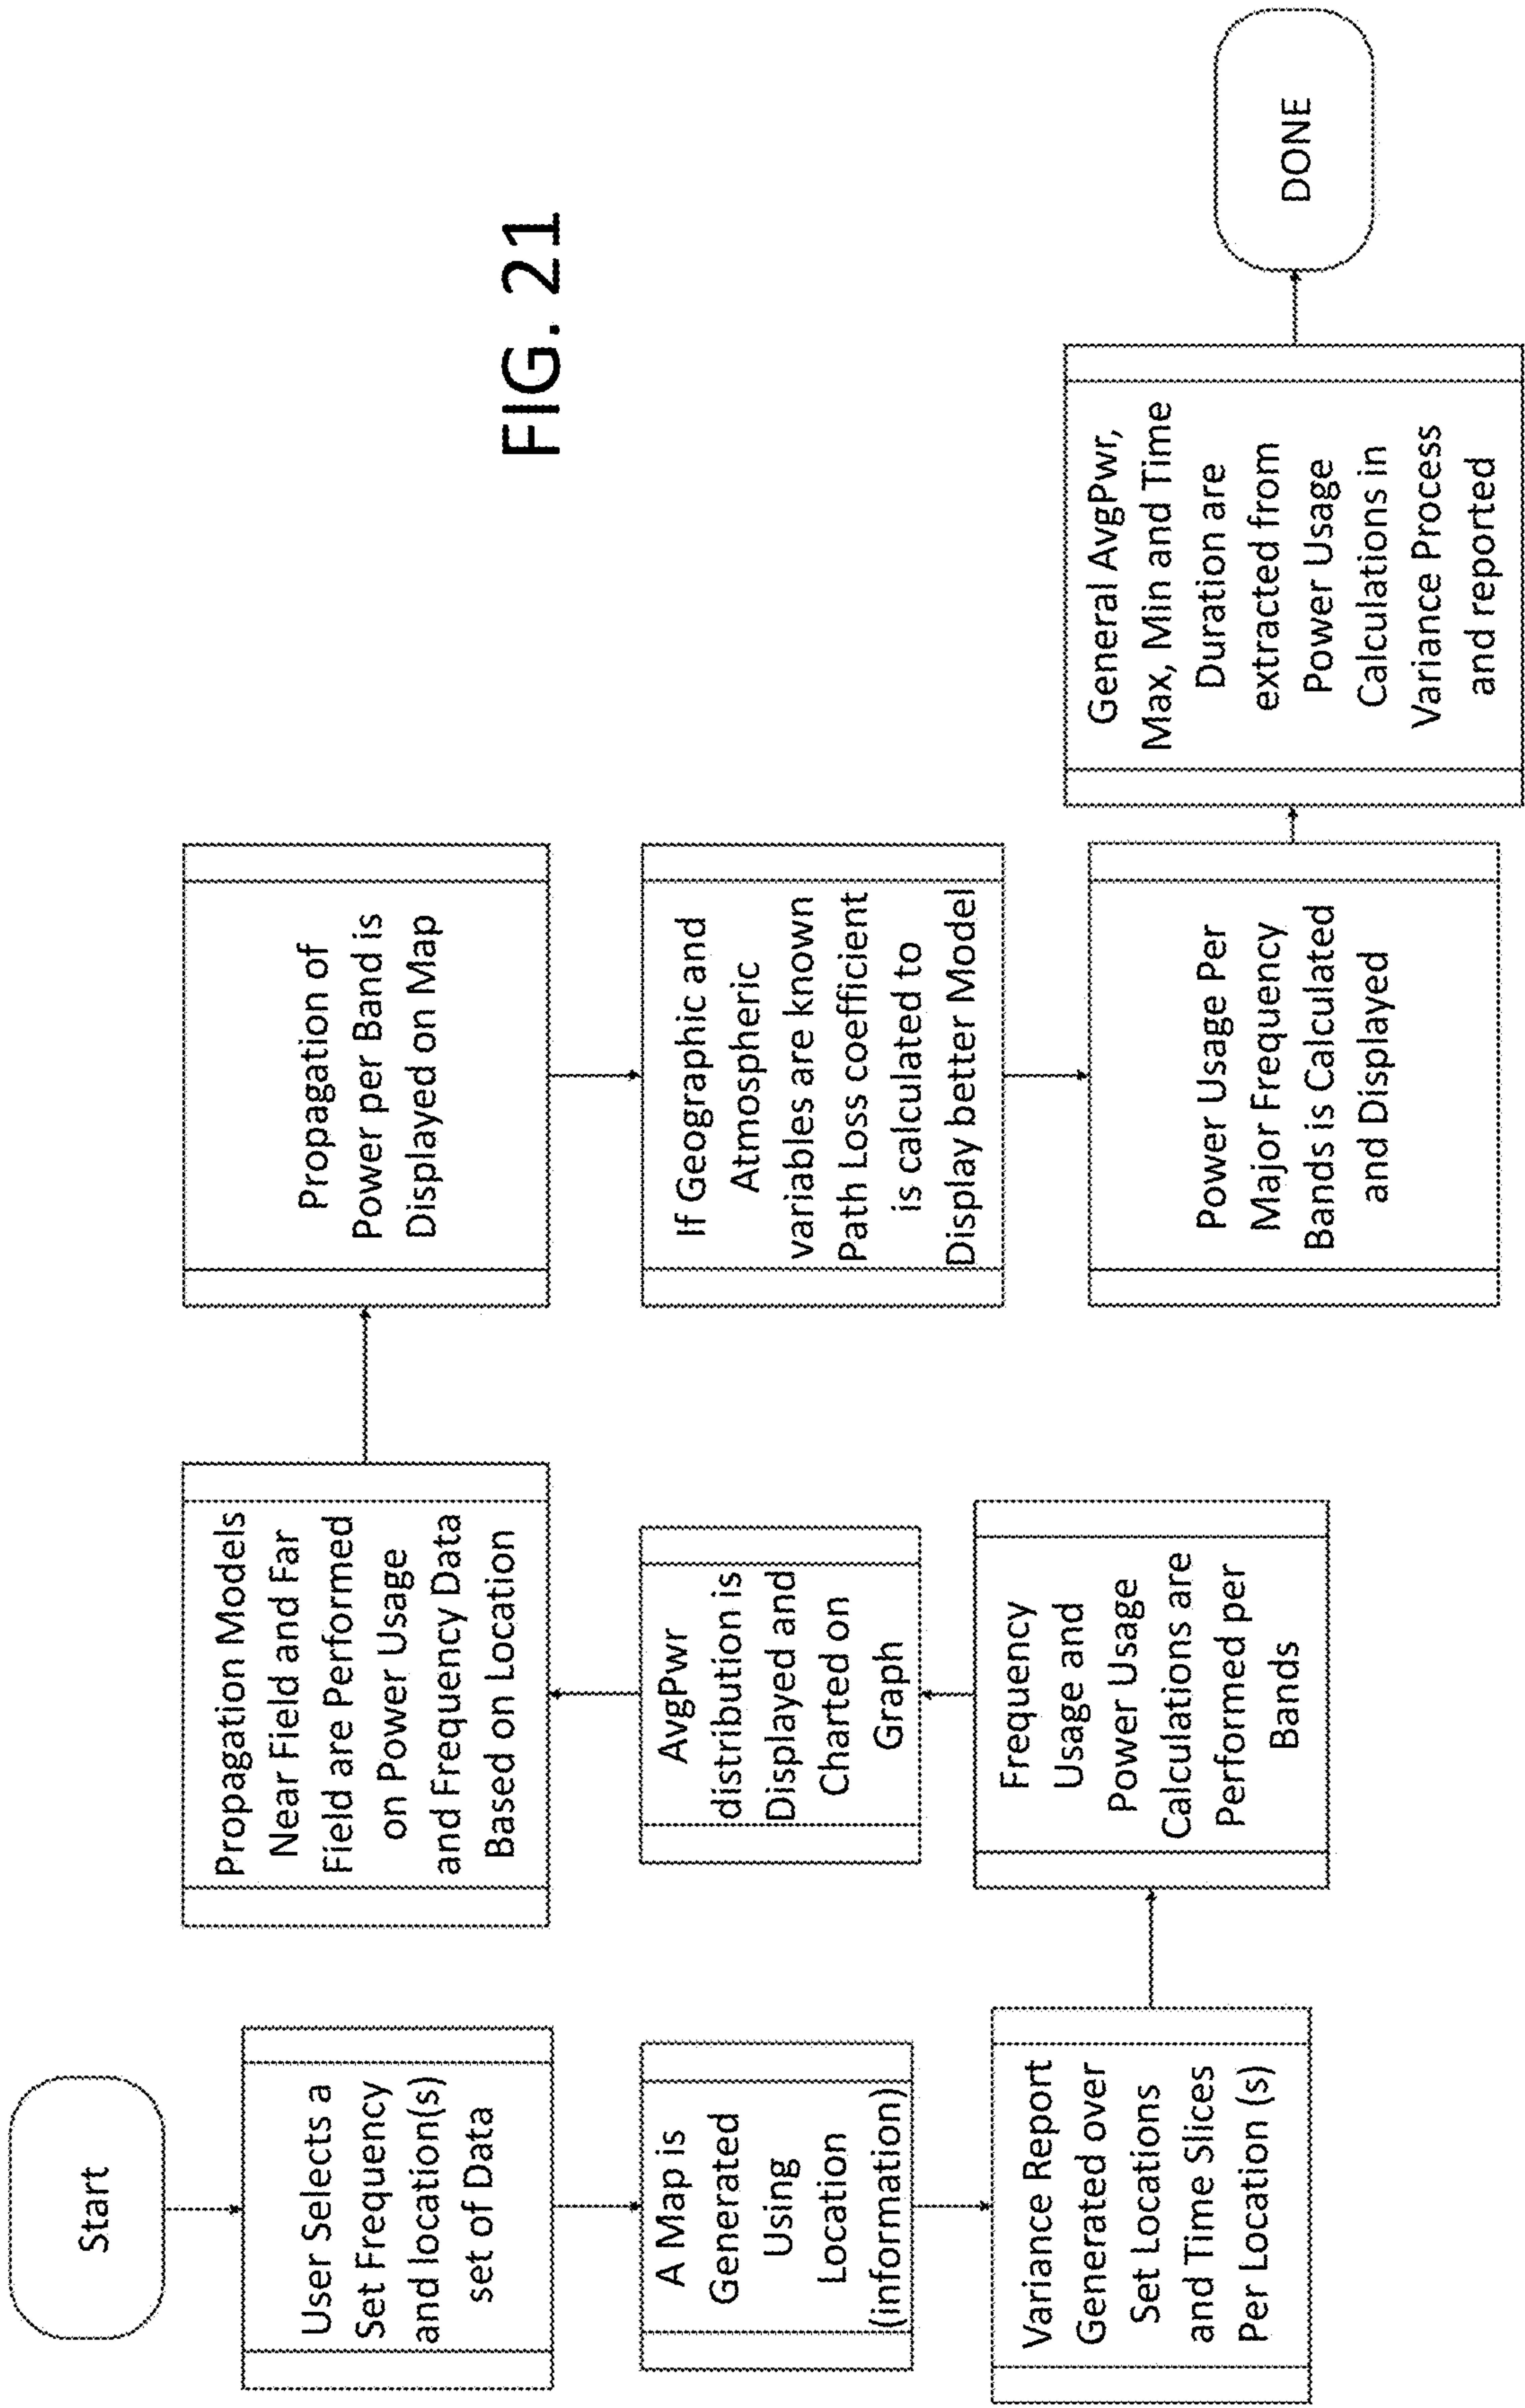 Start
User Selects a
Set Frequency
and location(s)
set of Data
A Map is
Generated
Using
Location
(information)
Variance Report
Generated over
Set Locations
and Time Slices
Per Location (s)
Frequency
Usage and
Power Usage
Calculations are
Performed per
Bands
AvgPwr
distribution is
Displayed and
Charted on
Graph
Propagation Models
Near Field and Far
Field are Performed
on Power Usage
and Frequency Data
Based on Location
Propagation of
Power per Band is
Displayed on Map
If Geographic and
Atmospheric
variables are known
Path Loss coefficient
is calculated to
Display better Model
Power Usage Per
Major Frequency
Bands is Calculated
and Displayed
General AvgPwr,
Max, Min and Time
Duration are
extracted from
Power Usage
Calculations in
Variance Process
and reported
DONE
FIG. 21